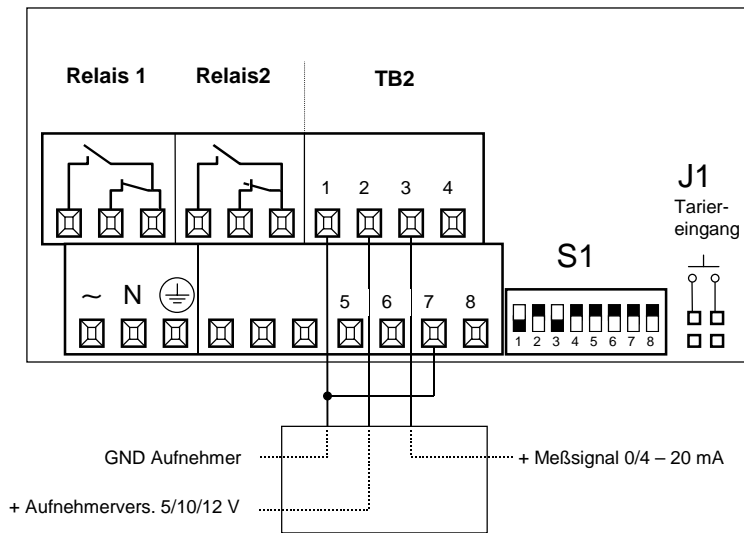 Relais 1 Relais2 TB2
1 2 3 4
J1
Tarier-
eingang
S1
~ N
5 6 7 8
1 2 3 4 5 6 7 8
GND Aufnehmer
+ Meßsignal 0/4 – 20 mA
+ Aufnehmervers. 5/10/12 V